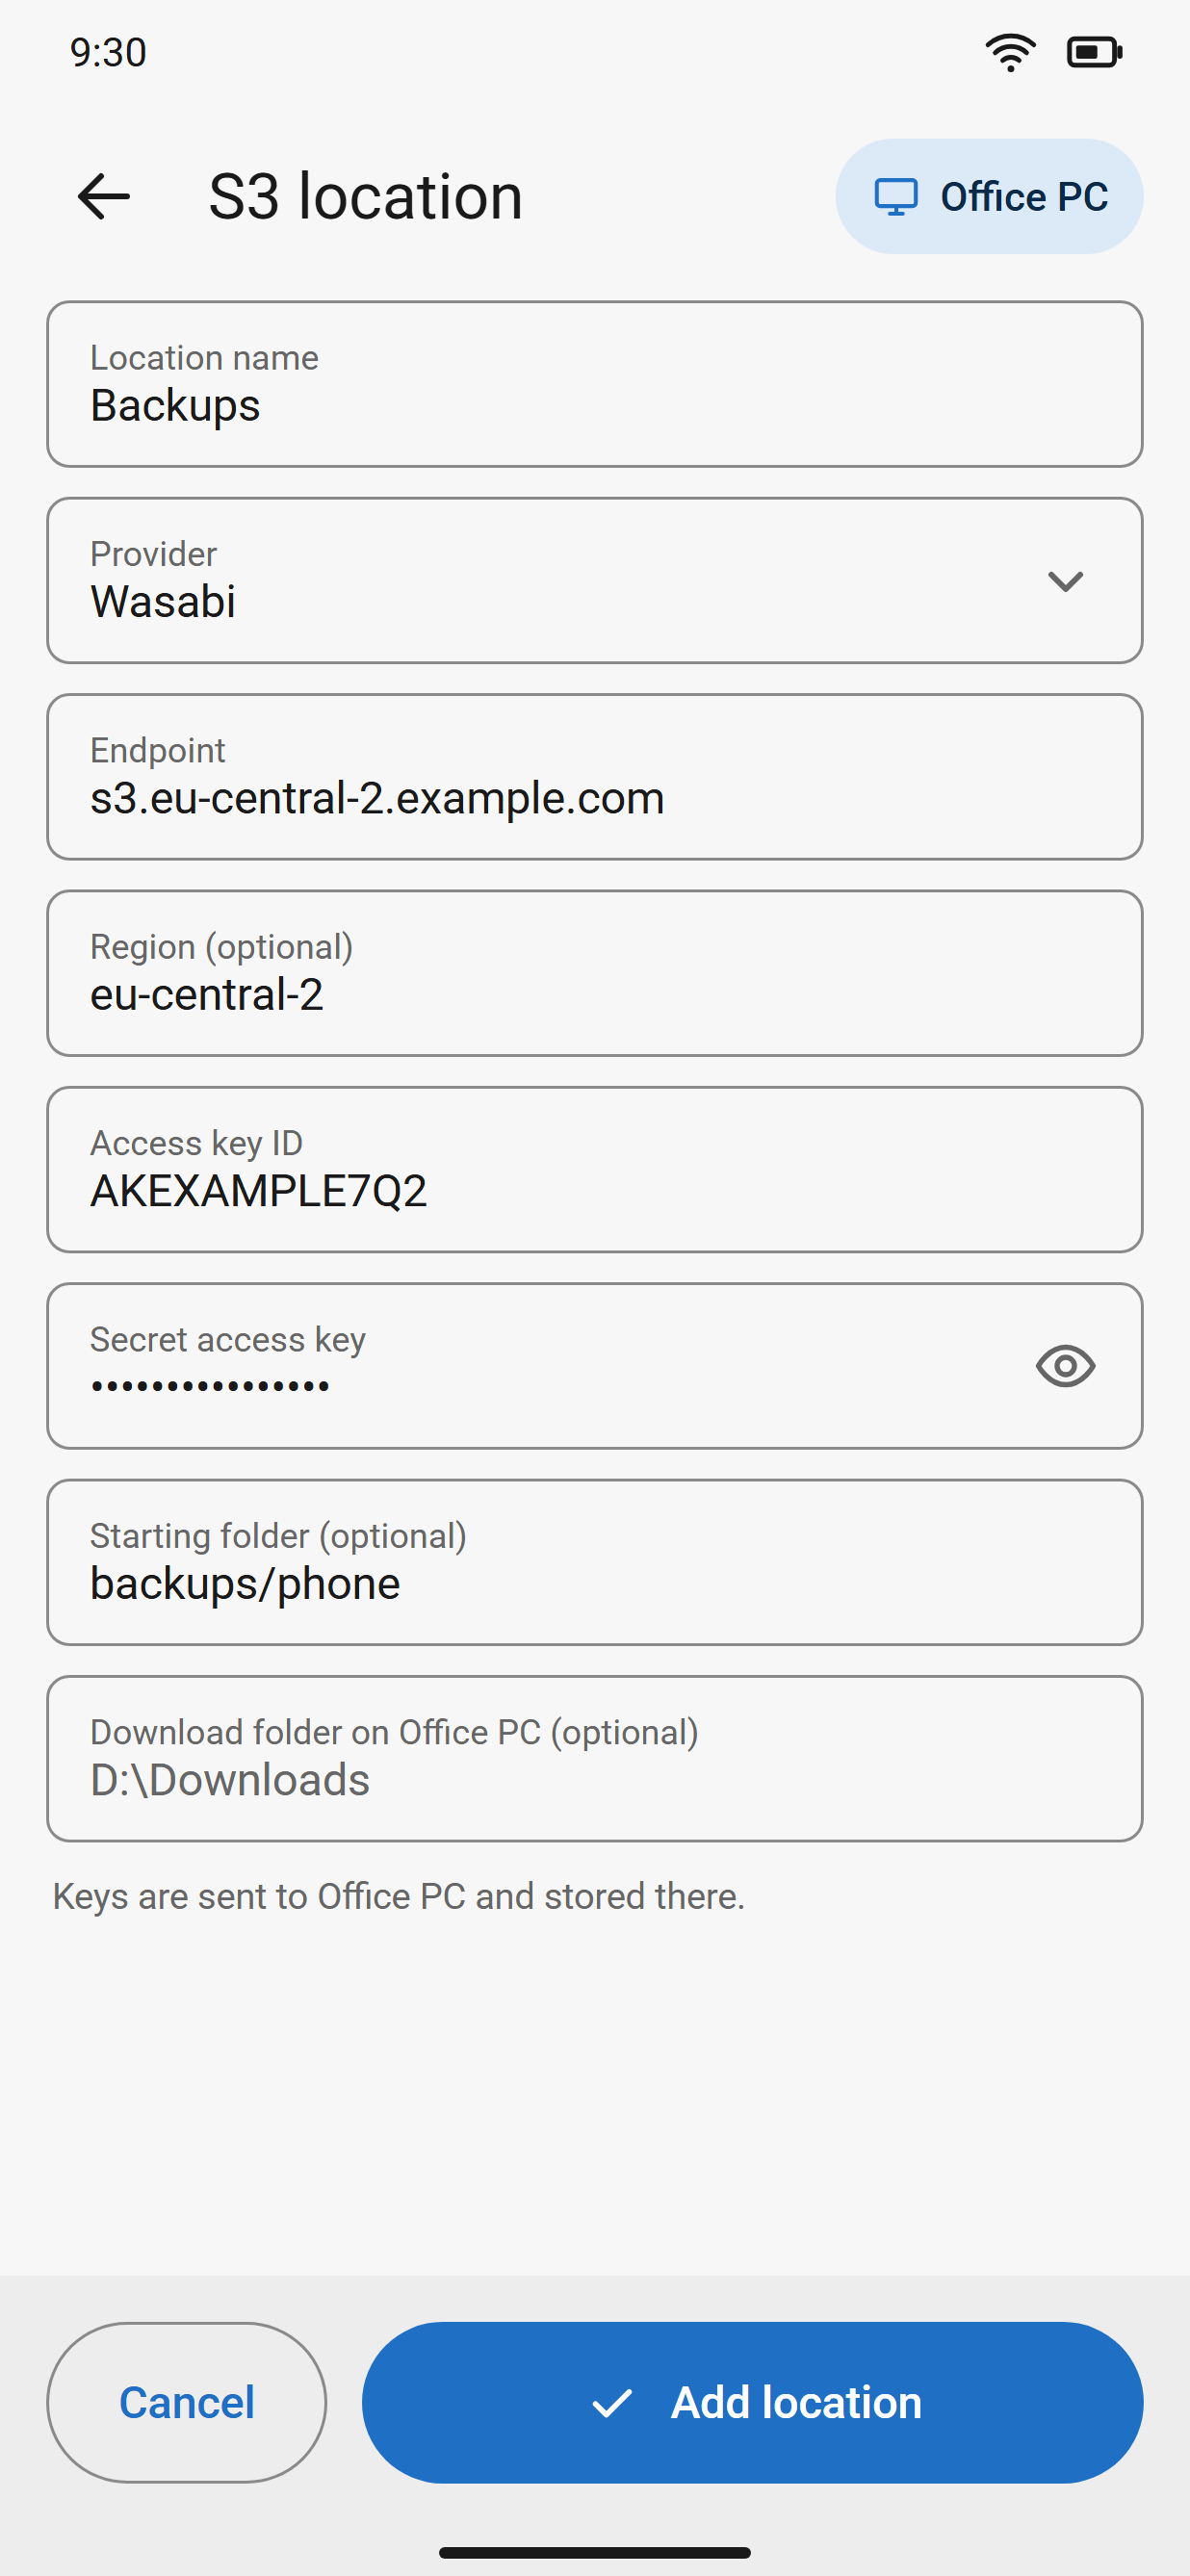 9:30
S3 location
Office PC
Location name
Backups
Provider
Wasabi
Endpoint
s3.eu-central-2.example.com
Region (optional)
eu-central-2
Access key ID
AKEXAMPLE7Q2
Secret access key
••••••••••••••••
Starting folder (optional)
backups/phone
Download folder on Office PC (optional)
D:\Downloads
Keys are sent to Office PC and stored there.
Cancel
Add location